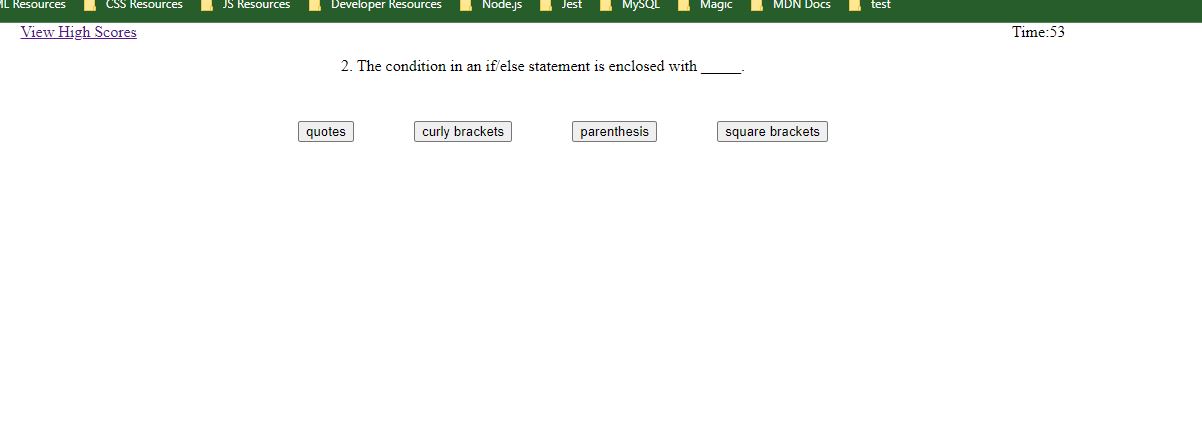 ML Resources CSS Resources JS Resources Developer Resources Node.js Jest MySQL Magic MDN Docs test
View High Scores Time:53
2. The condition in an if/else statement is enclosed with _____.
quotes curly brackets parenthesis square brackets